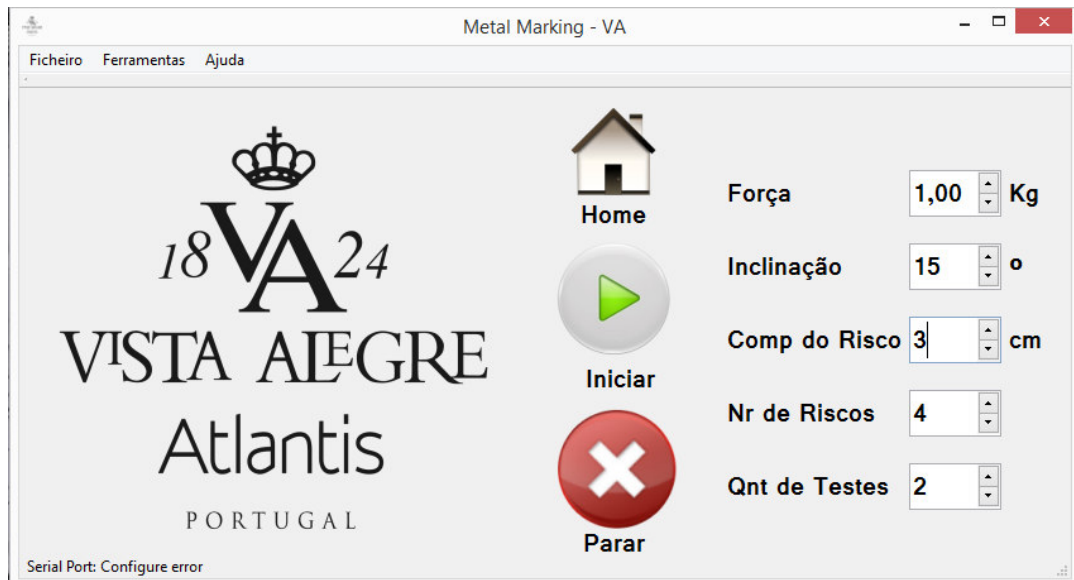 Metal Marking - VA
Ficheiro Ferramentas Ajuda
18 VA 24
VISTA ALEGRE
Atlantis
PORTUGAL
Home
Iniciar
Parar
Força 1,00 Kg
Inclinação 15 º
Comp do Risco 3 cm
Nr de Riscos 4
Qnt de Testes 2
Serial Port: Configure error